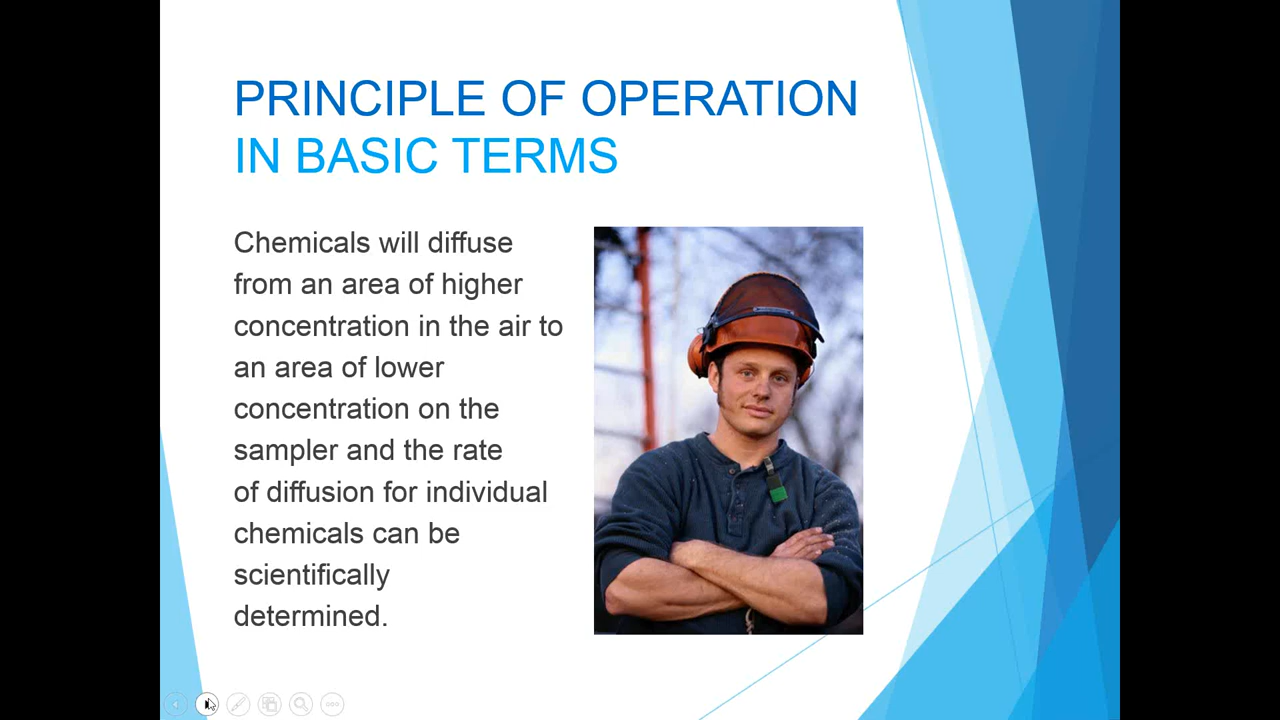 PRINCIPLE OF OPERATION
IN BASIC TERMS
Chemicals will diffuse
from an area of higher
concentration in the air to
an area of lower
concentration on the
sampler and the rate
of diffusion for individual
chemicals can be
scientifically
determined.